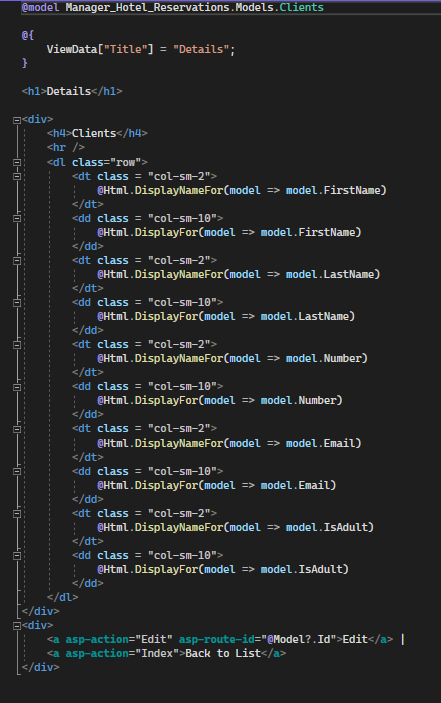 @model Manager_Hotel_Reservations.Models.Clients
@{
ViewData["Title"] = "Details";
}
<h1>Details</h1>
<div>
<h4>Clients</h4>
<hr />
<dl class="row">
<dt class = "col-sm-2">
@Html.DisplayNameFor(model => model.FirstName)
</dt>
<dd class = "col-sm-10">
@Html.DisplayFor(model => model.FirstName)
</dd>
<dt class = "col-sm-2">
@Html.DisplayNameFor(model => model.LastName)
</dt>
<dd class = "col-sm-10">
@Html.DisplayFor(model => model.LastName)
</dd>
<dt class = "col-sm-2">
@Html.DisplayNameFor(model => model.Number)
</dt>
<dd class = "col-sm-10">
@Html.DisplayFor(model => model.Number)
</dd>
<dt class = "col-sm-2">
@Html.DisplayNameFor(model => model.Email)
</dt>
<dd class = "col-sm-10">
@Html.DisplayFor(model => model.Email)
</dd>
<dt class = "col-sm-2">
@Html.DisplayNameFor(model => model.IsAdult)
</dt>
<dd class = "col-sm-10">
@Html.DisplayFor(model => model.IsAdult)
</dd>
</dl>
</div>
<div>
<a asp-action="Edit" asp-route-id="@Model?.Id">Edit</a> |
<a asp-action="Index">Back to List</a>
</div>